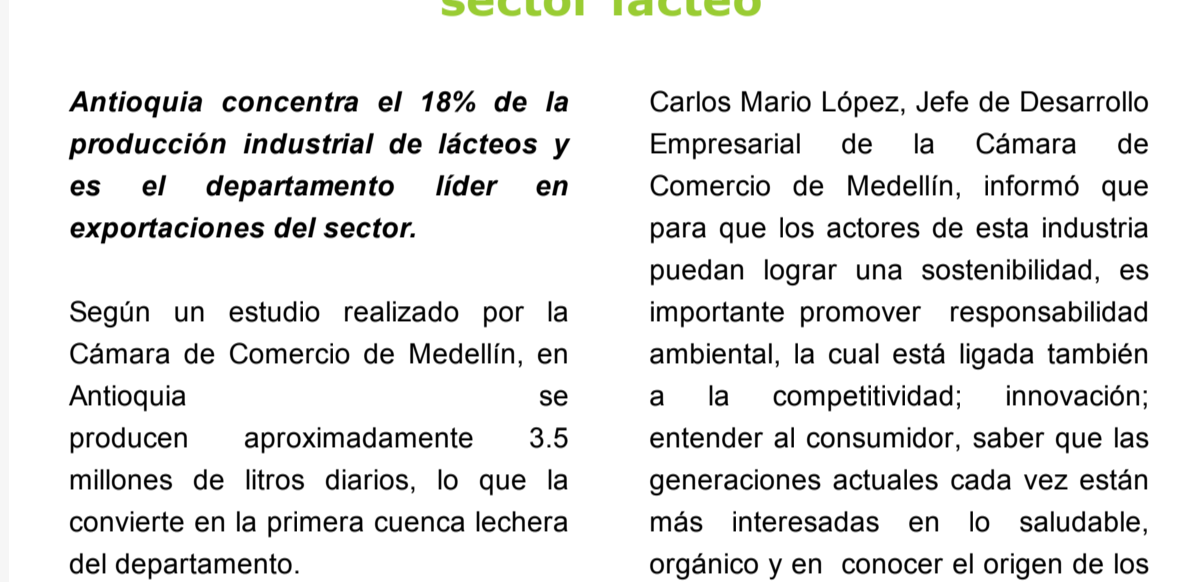 sector lácteo
Antioquia concentra el 18% de la
producción industrial de lácteos y
es el departamento líder en
exportaciones del sector.
Según un estudio realizado por la
Cámara de Comercio de Medellín, en
Antioquia se
producen aproximadamente 3.5
millones de litros diarios, lo que la
convierte en la primera cuenca lechera
del departamento.
Carlos Mario López, Jefe de Desarrollo
Empresarial de la Cámara de
Comercio de Medellín, informó que
para que los actores de esta industria
puedan lograr una sostenibilidad, es
importante promover responsabilidad
ambiental, la cual está ligada también
a la competitividad; innovación;
entender al consumidor, saber que las
generaciones actuales cada vez están
más interesadas en lo saludable,
orgánico y en conocer el origen de los